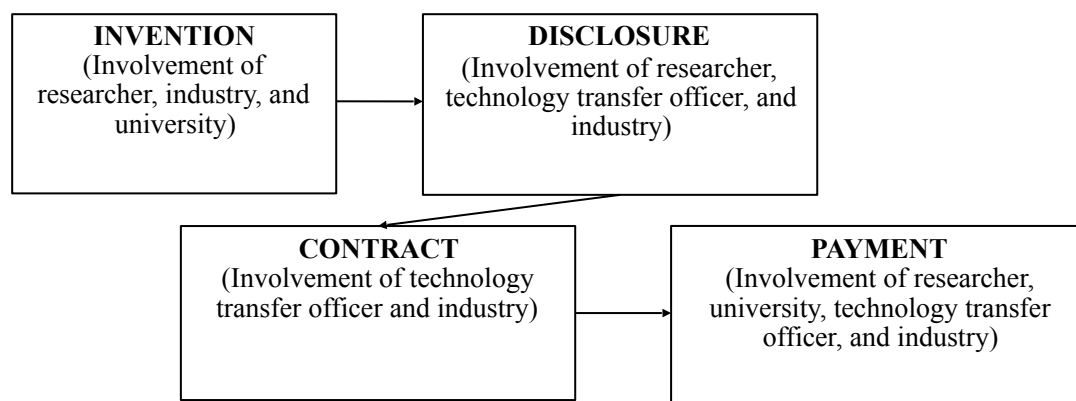 INVENTION
(Involvement of
researcher, industry, and
university)
DISCLOSURE
(Involvement of researcher,
technology transfer officer, and
industry)
CONTRACT
(Involvement of technology
transfer officer and industry)
PAYMENT
(Involvement of researcher,
university, technology transfer
officer, and industry)